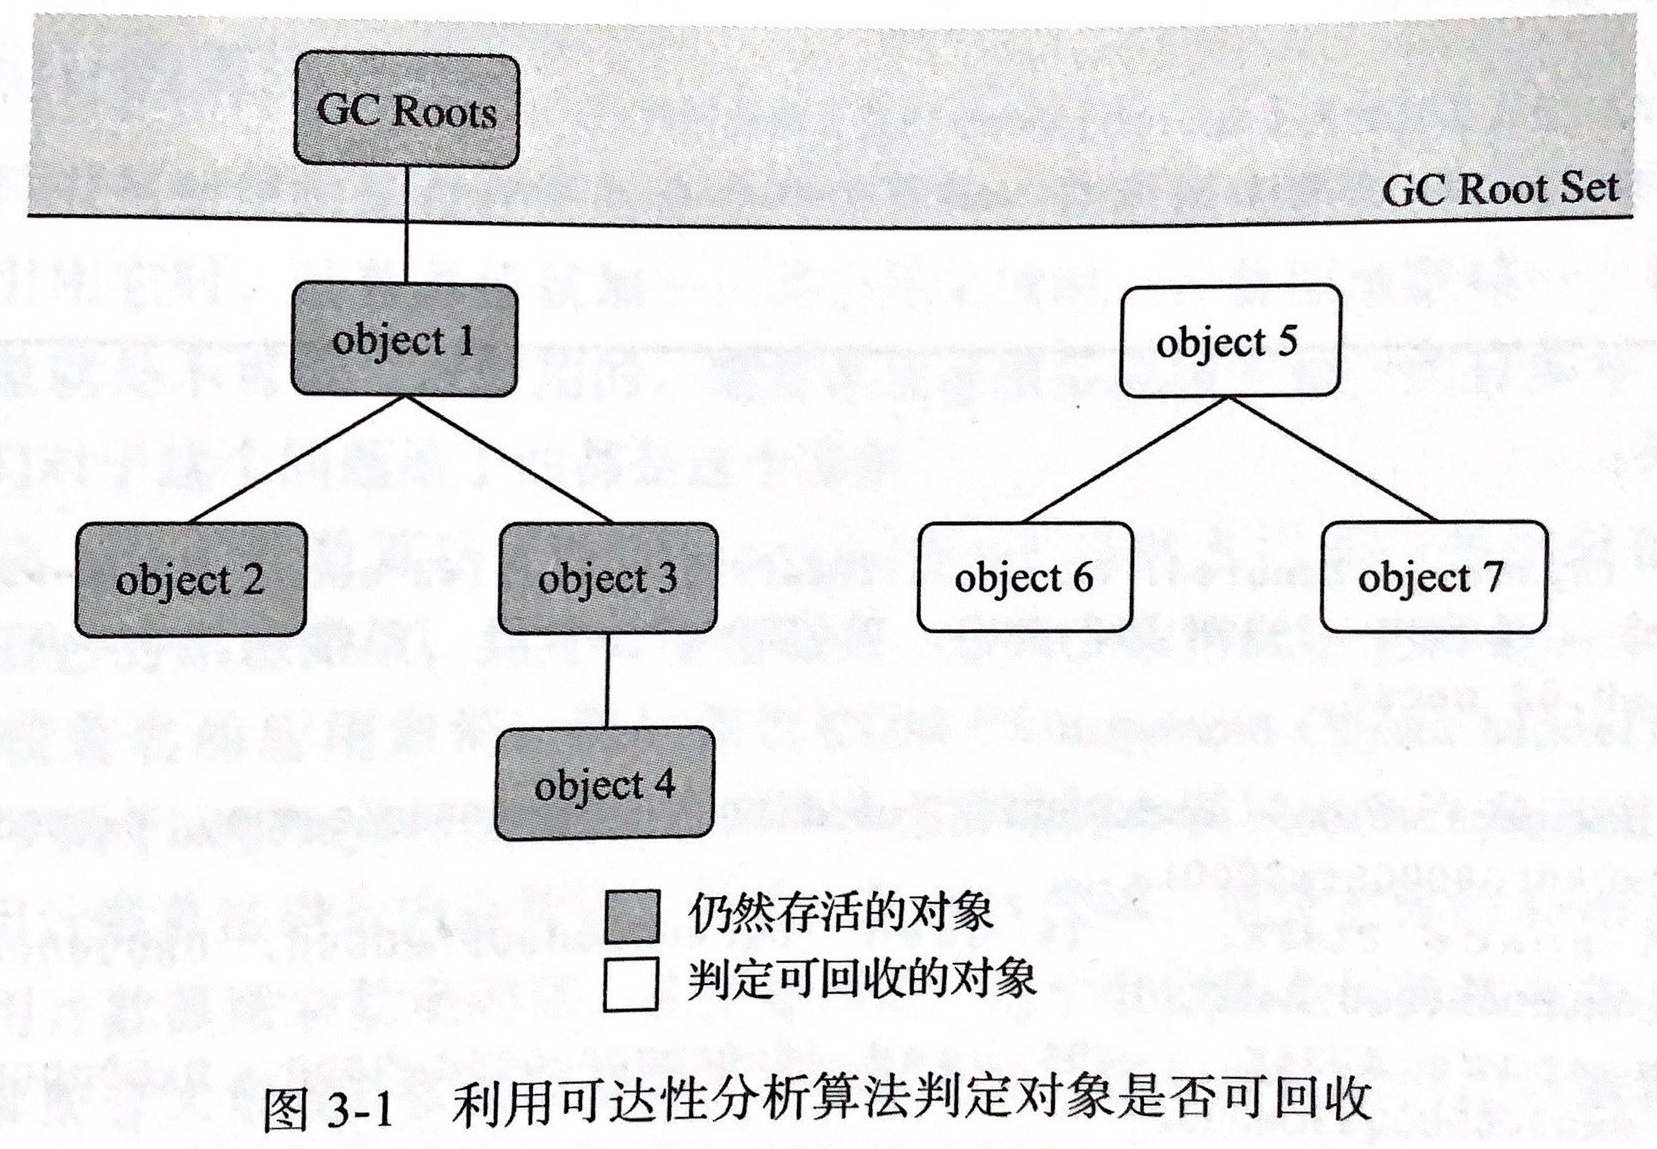 GC Roots
GC Root Set
object 1
object 5
object 2
object 3
object 6
object 7
object 4
仍然存活的对象
判定可回收的对象
图 3-1 利用可达性分析算法判定对象是否可回收